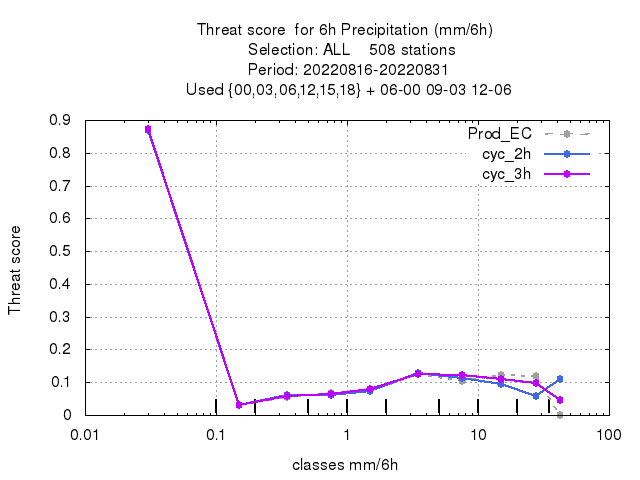 Threat score  for 6h Precipitation (mm/6h)
Selection: ALL    508 stations
Period: 20220816-20220831
Used {00,03,06,12,15,18} + 06-00 09-03 12-06
Prod_EC
cyc_2h
cyc_3h
0.9
0.8
0.7
0.6
0.5
0.4
0.3
0.2
0.1
0
Threat score
0.01 0.1 1 10 100
classes mm/6h